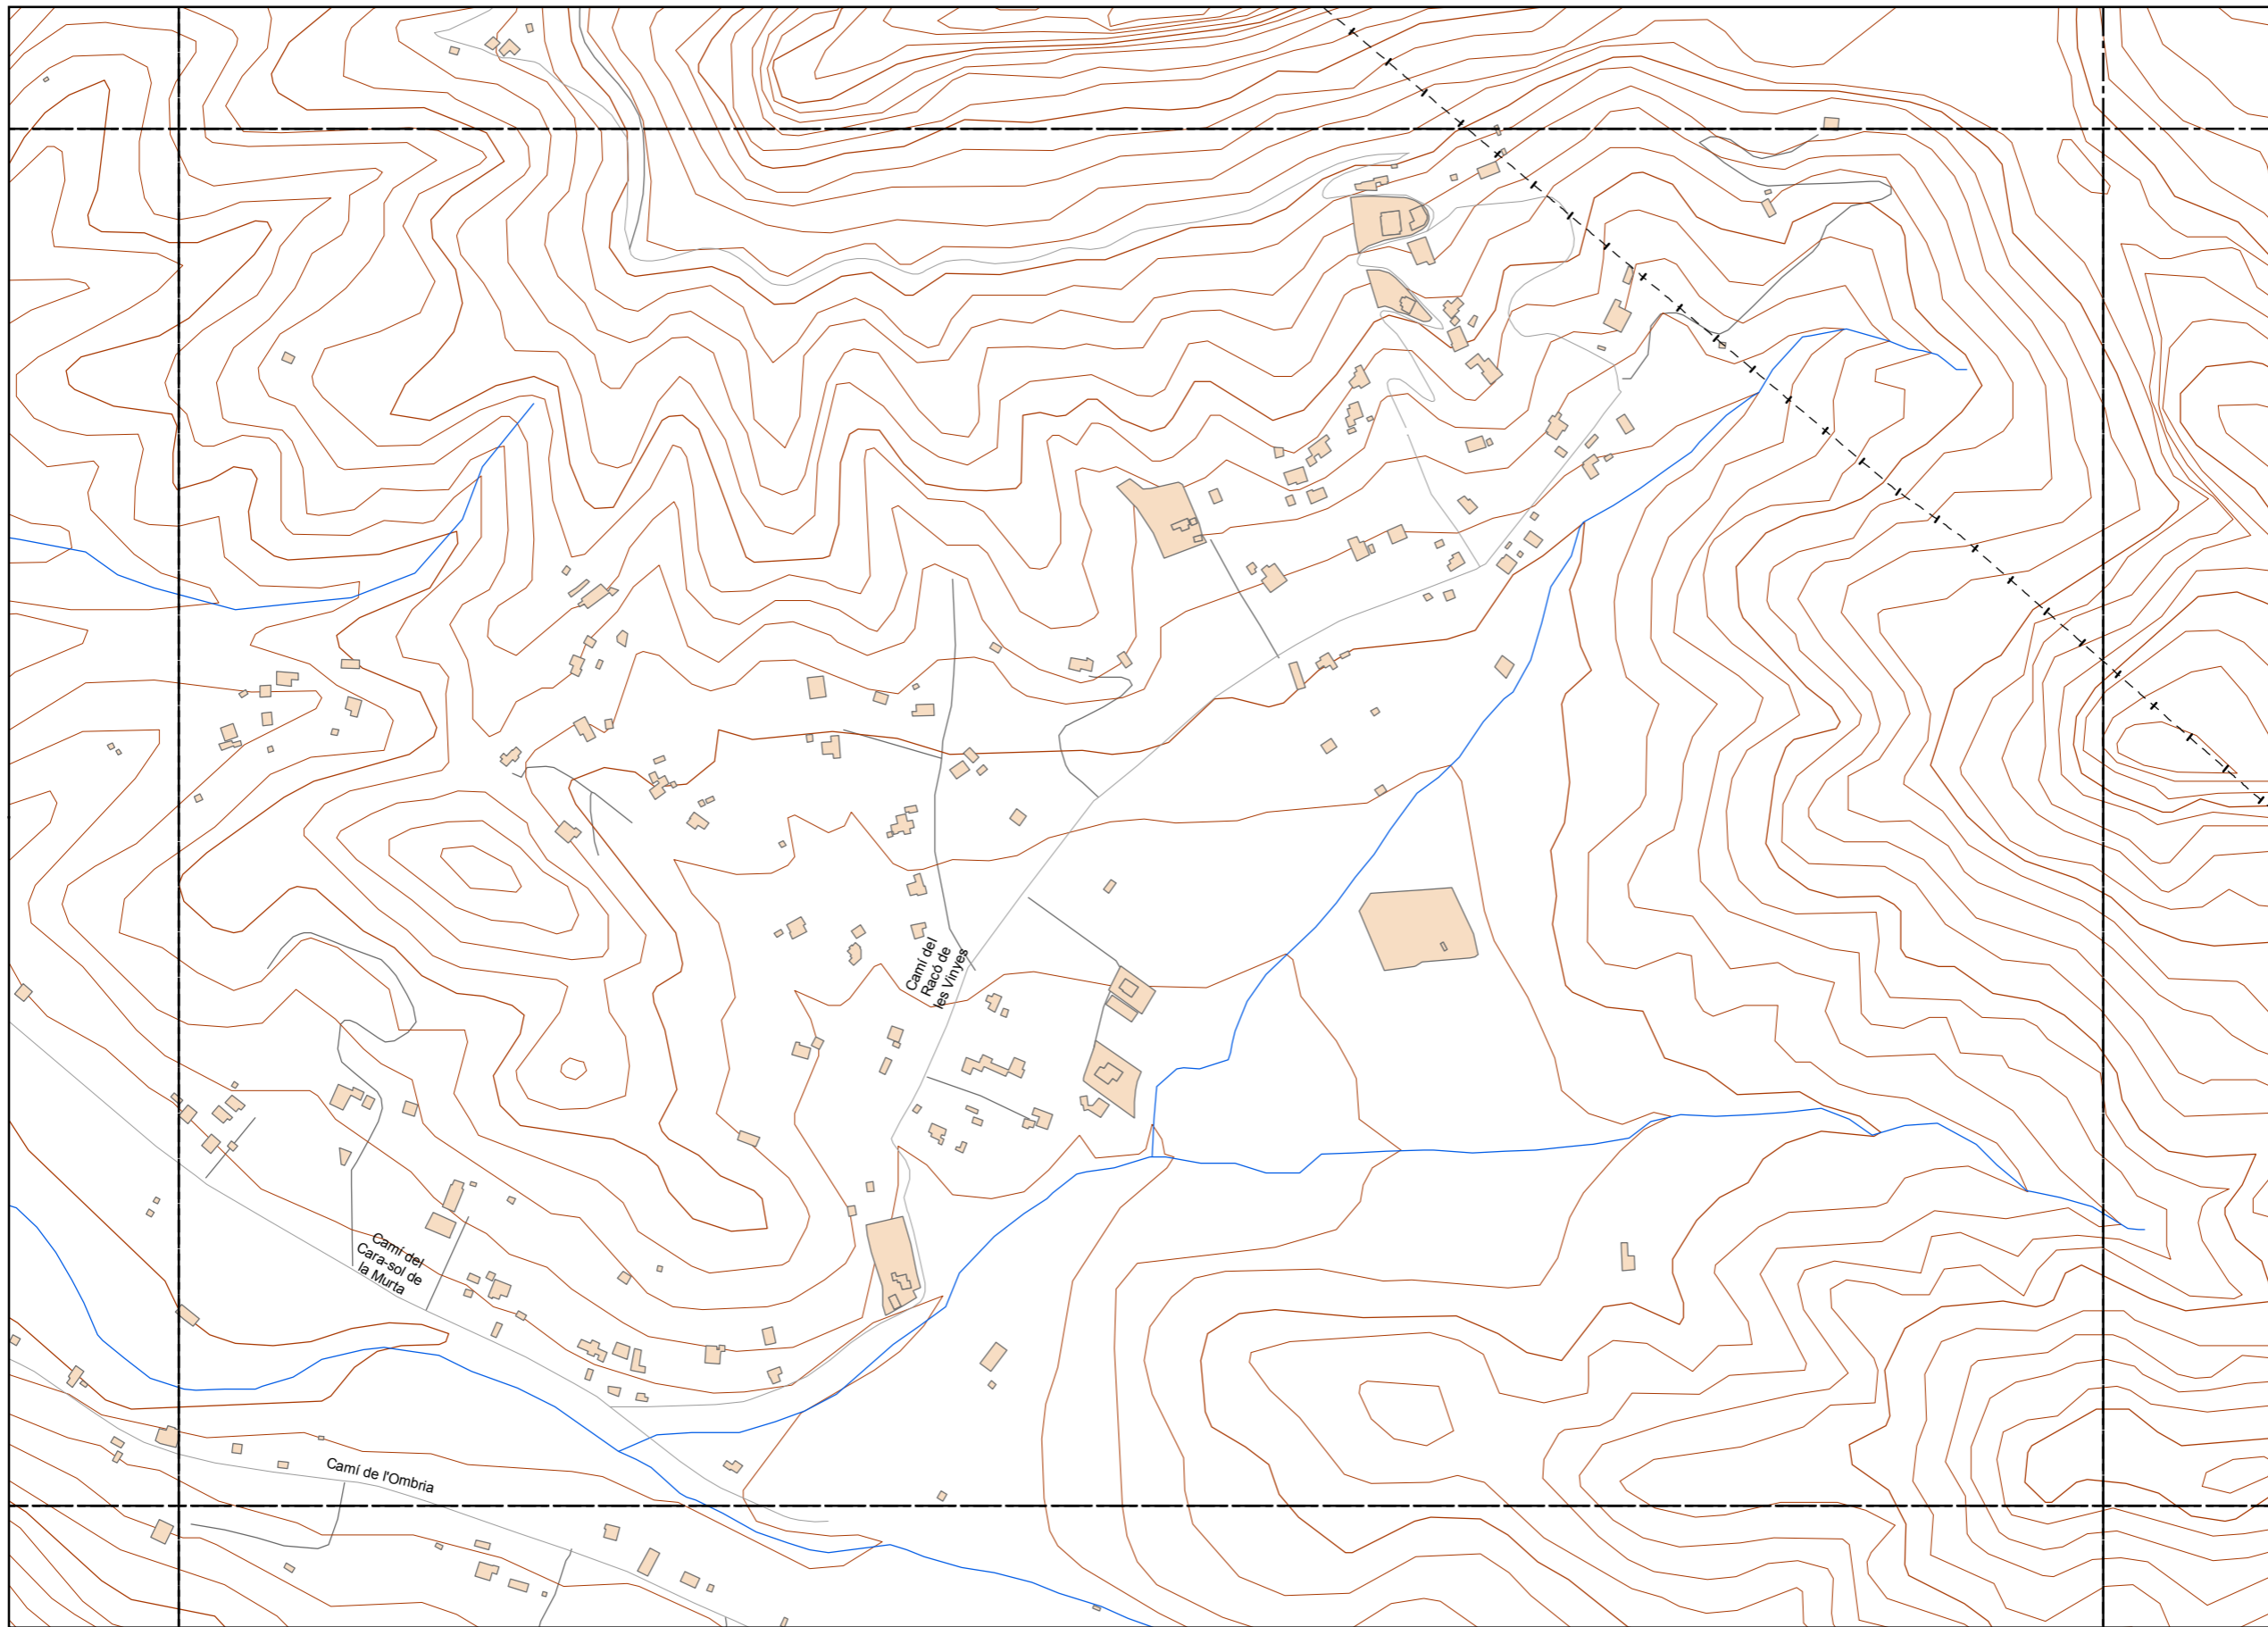 Camí del
Racó de
les Vinyes
Camí del
Cara-sol de
la Murta
Camí de l'Ombria